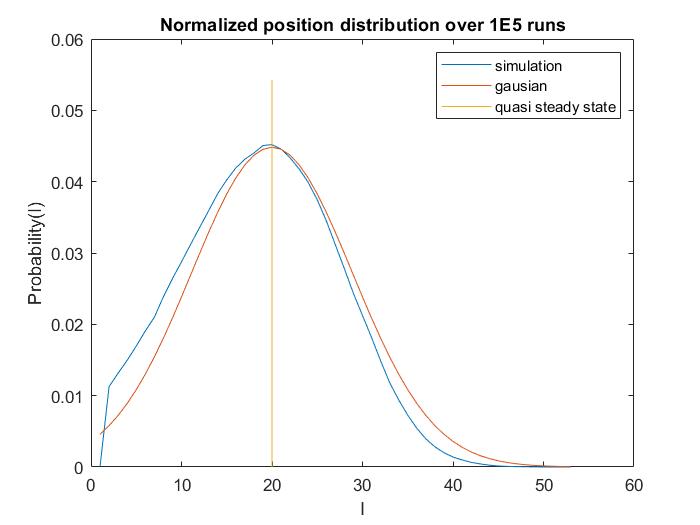 Normalized position distribution over 1E5 runs
0.06
0.05
0.04
0.03
0.02
0.01
0
Probability(I)
simulation
gausian
quasi steady state
0 10 20 30 40 50 60
I